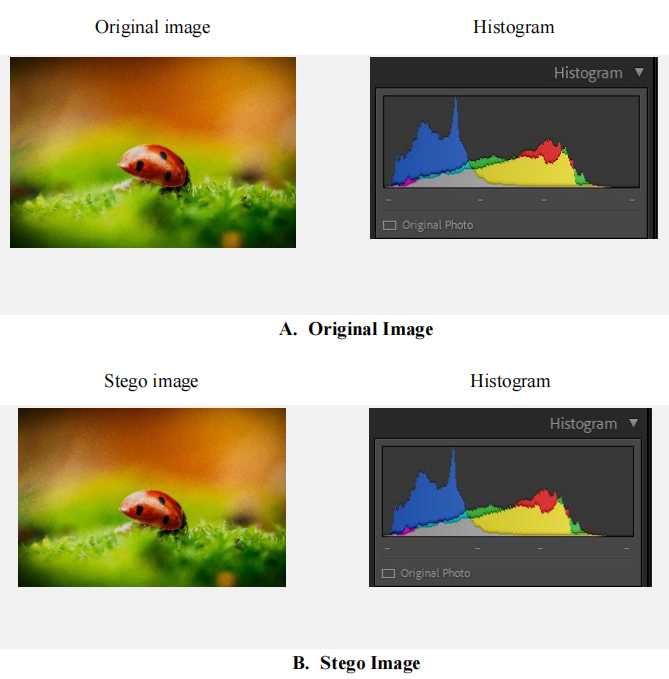 Original image
Histogram
Histogram ▼
Original Photo
A. Original Image
Stego image
Histogram
Histogram ▼
Original Photo
B. Stego Image